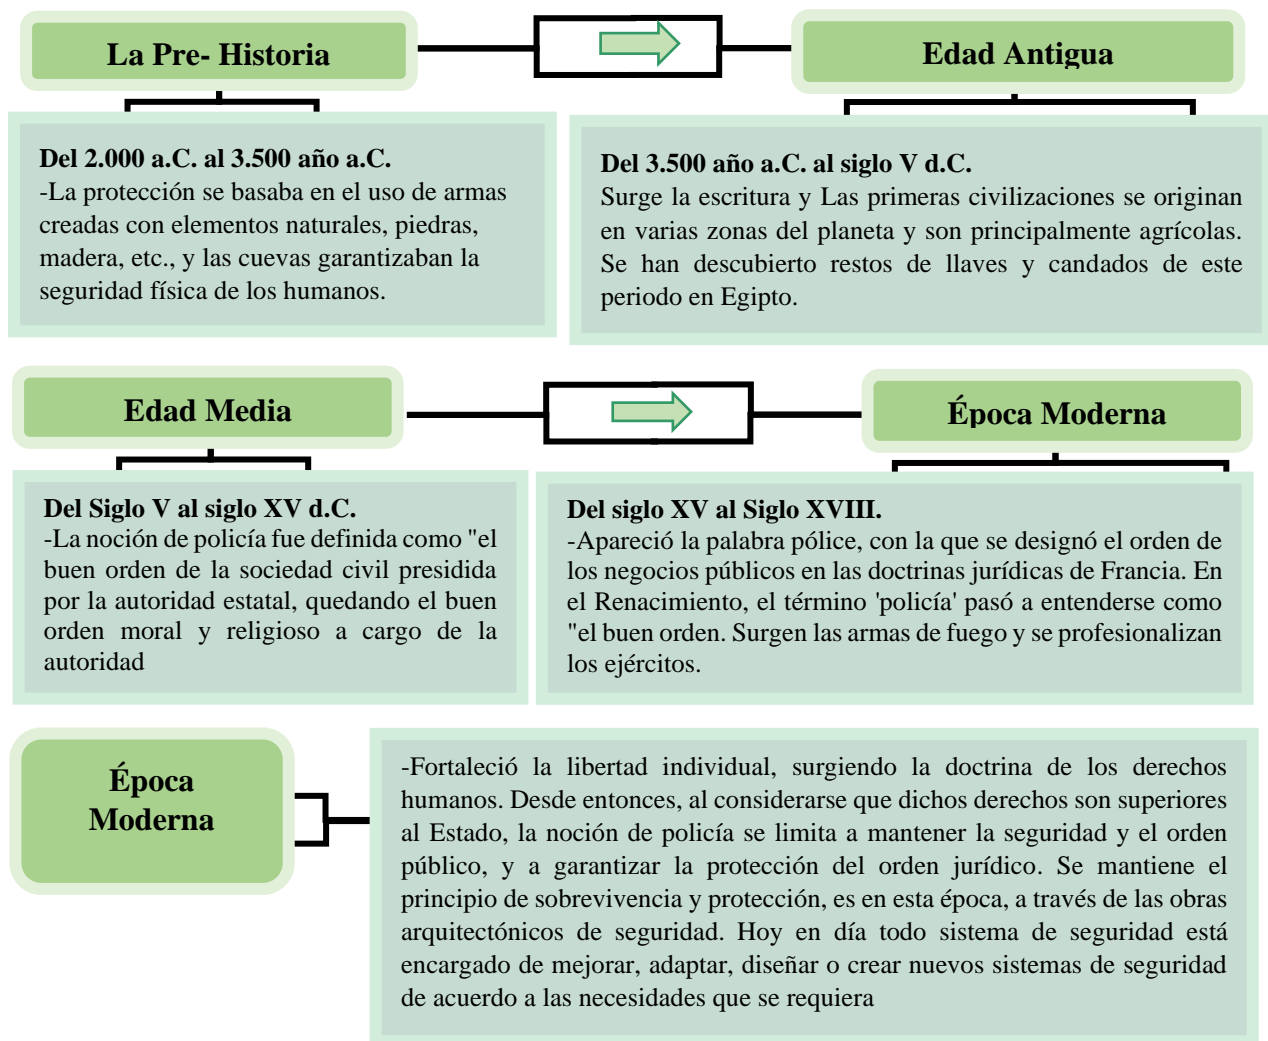 La Pre- Historia
Edad Antigua
Del 2.000 a.C. al 3.500 año a.C.
-La protección se basaba en el uso de armas
creadas con elementos naturales, piedras,
madera, etc., y las cuevas garantizaban la
seguridad física de los humanos.
Del 3.500 año a.C. al siglo V d.C.
Surge la escritura y Las primeras civilizaciones se originan
en varias zonas del planeta y son principalmente agrícolas.
Se han descubierto restos de llaves y candados de este
periodo en Egipto.
Edad Media
Época Moderna
Del Siglo V al siglo XV d.C.
-La noción de policía fue definida como "el
buen orden de la sociedad civil presidida
por la autoridad estatal, quedando el buen
orden moral y religioso a cargo de la
autoridad
Del siglo XV al Siglo XVIII.
-Apareció la palabra pólice, con la que se designó el orden de
los negocios públicos en las doctrinas jurídicas de Francia. En
el Renacimiento, el término 'policía' pasó a entenderse como
"el buen orden. Surgen las armas de fuego y se profesionalizan
los ejércitos.
Época
Moderna
-Fortaleció la libertad individual, surgiendo la doctrina de los derechos
humanos. Desde entonces, al considerarse que dichos derechos son superiores
al Estado, la noción de policía se limita a mantener la seguridad y el orden
público, y a garantizar la protección del orden jurídico. Se mantiene el
principio de sobrevivencia y protección, es en esta época, a través de las obras
arquitectónicos de seguridad. Hoy en día todo sistema de seguridad está
encargado de mejorar, adaptar, diseñar o crear nuevos sistemas de seguridad
de acuerdo a las necesidades que se requiera